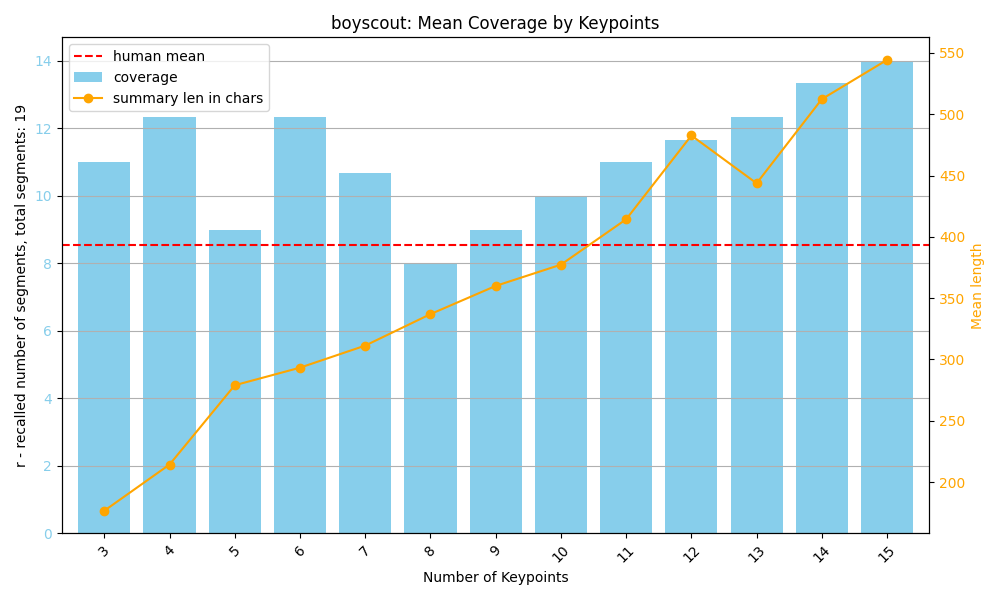 boyscout: Mean Coverage by Keypoints
human mean
coverage
summary len in chars
r - recalled number of segments, total segments: 19
14
12
10
8
6
4
2
0
550
500
450
400
350
300
250
200
Mean length
3 4 5 6 7 8 9 10 11 12 13 14 15
Number of Keypoints